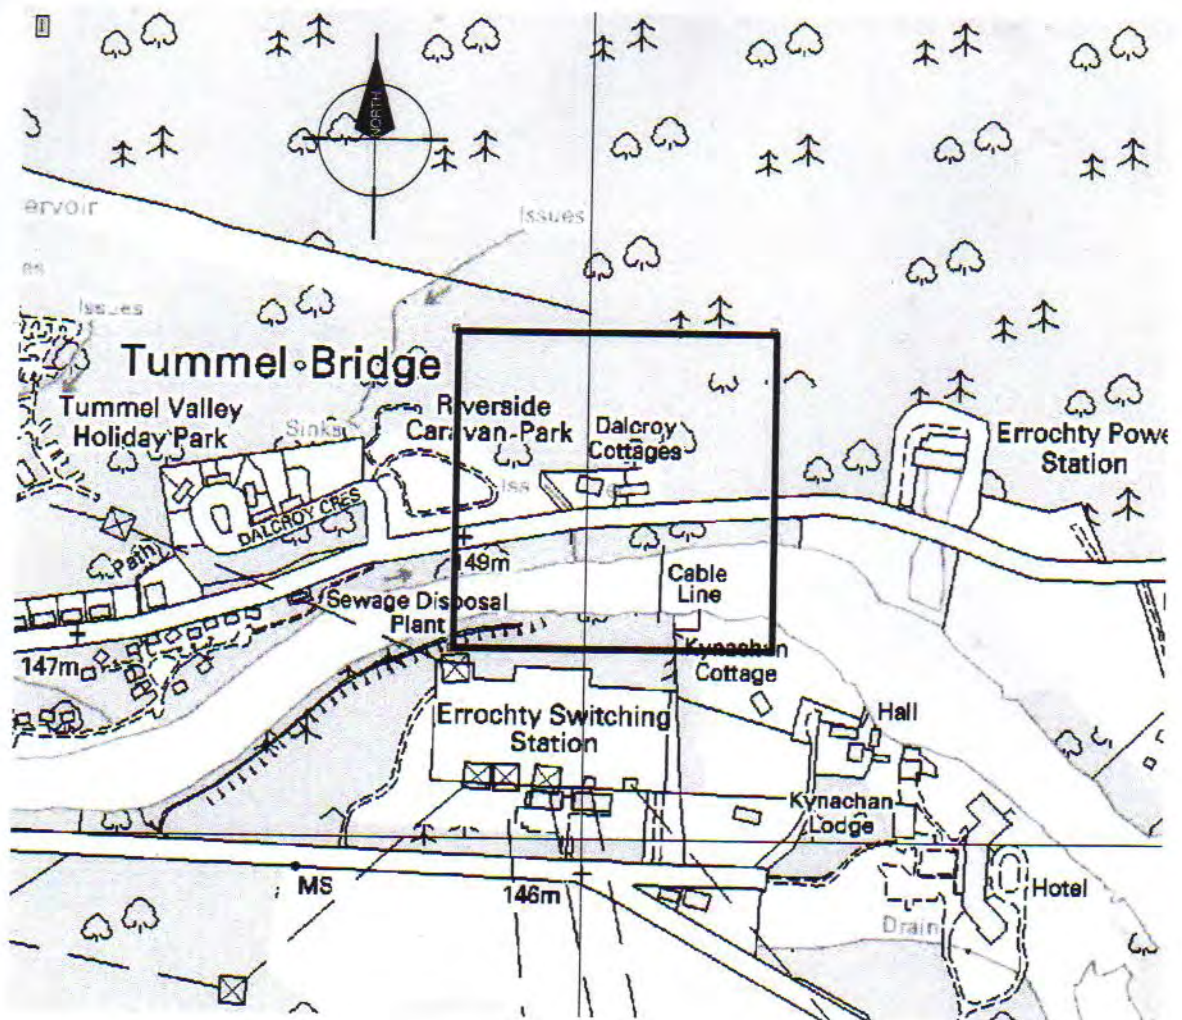 NORTH
ervoir
Issues
Issues
Tummel Bridge
Tummel Valley
Holiday Park
Riverside
Caravan Park
Dalcroy
Cottages
Sinks
Errochty Powe
Station
DALCROY CRES
Path
149m
Cable
Line
Sewage Disposal
Plant
147m
Kynachan
Cottage
Errochty Switching
Station
Hall
Kynachan
Lodge
MS
146m
Hotel
Drain